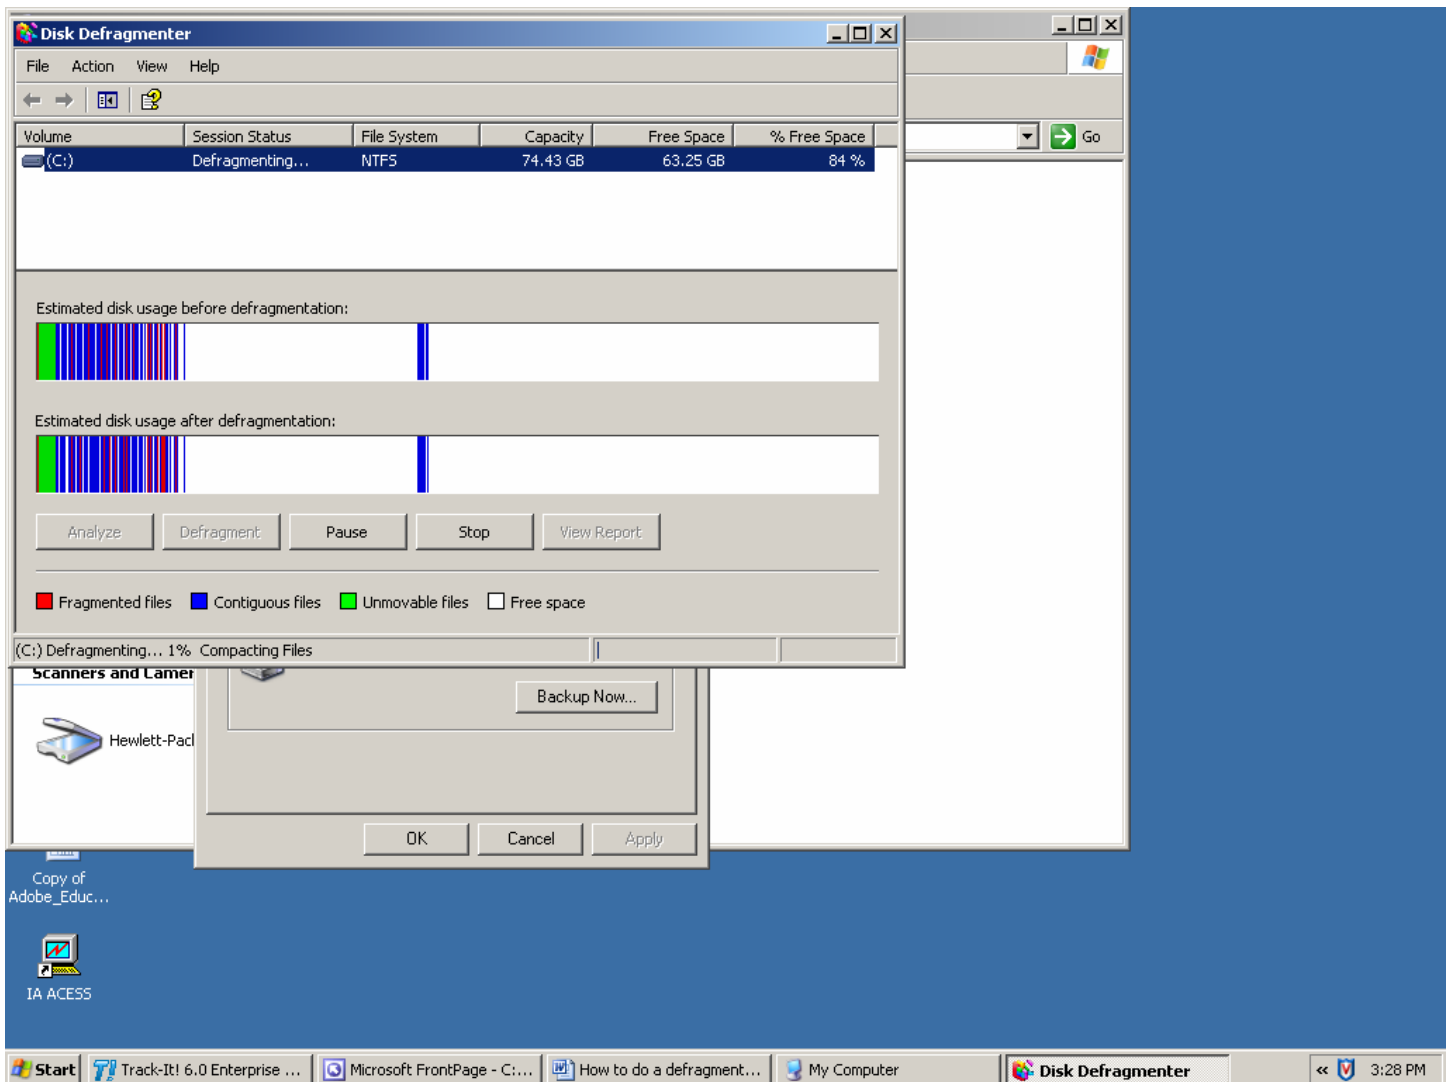 Disk Defragmenter
File Action View Help
Volume Session Status File System Capacity Free Space % Free Space
(C:) Defragmenting... NTFS 74.43 GB 63.25 GB 84 %
Go
Estimated disk usage before defragmentation:
Estimated disk usage after defragmentation:
Analyze Defragment Pause Stop View Report
Fragmented files Contiguous files Unmovable files Free space
(C:) Defragmenting... 1% Compacting Files
Scanners and Camer
Backup Now...
Hewlett-Pacl
OK Cancel Apply
Copy of
Adobe_Educ...
IA ACESS
Start Track-It! 6.0 Enterprise ... Microsoft FrontPage - C:... How to do a defragment... My Computer Disk Defragmenter « 3:28 PM